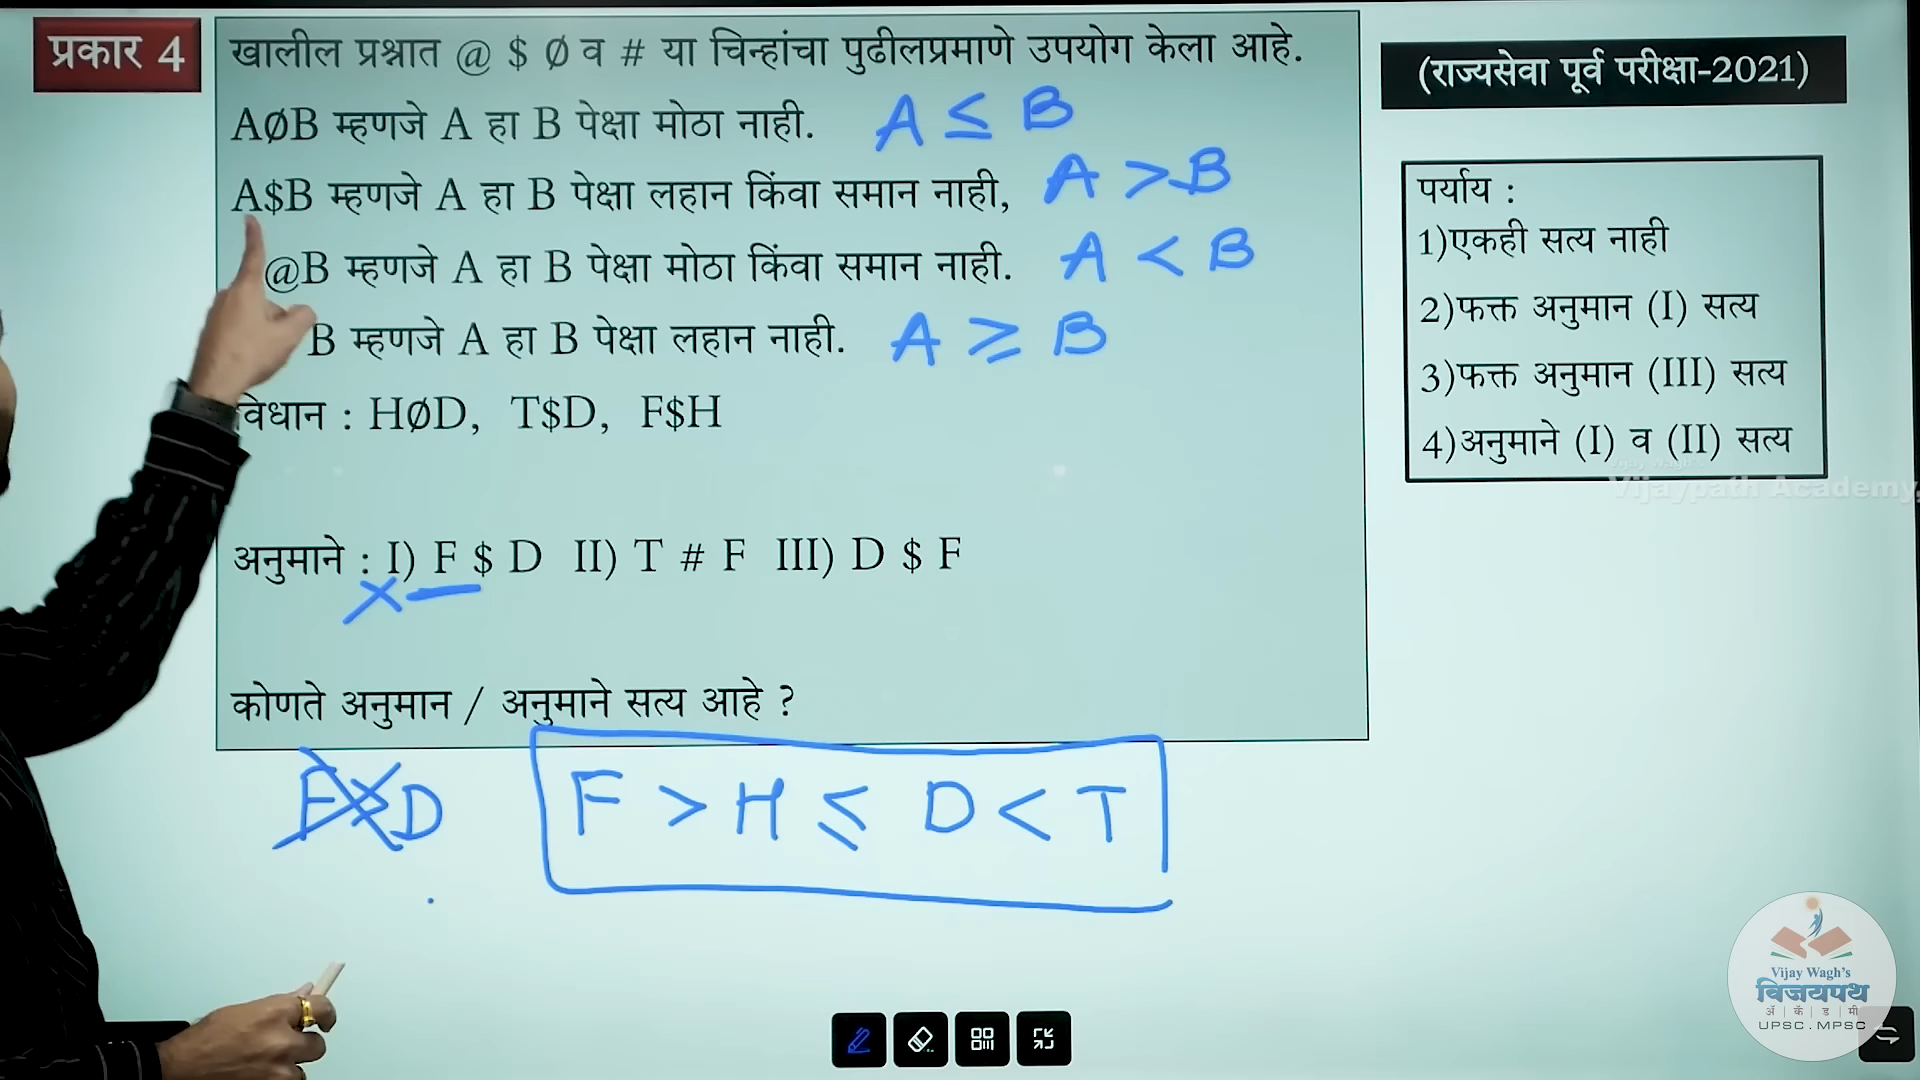 प्रकार 4
खालील प्रश्नात @ $ Ø व # या चिन्हांचा पुढीलप्रमाणे उपयोग केला आहे.
AØB म्हणजे A हा B पेक्षा मोठा नाही. A ≤ B
A$B म्हणजे A हा B पेक्षा लहान किंवा समान नाही, A > B
@B म्हणजे A हा B पेक्षा मोठा किंवा समान नाही. A < B
B म्हणजे A हा B पेक्षा लहान नाही. A ≥ B
विधान : HØD, T$D, F$H
अनुमाने : I) F $ D II) T # F III) D $ F
कोणते अनुमान / अनुमाने सत्य आहे ?
F > H ≤ D < T
(राज्यसेवा पूर्व परीक्षा-2021)
पर्याय :
1)एकही सत्य नाही
2)फक्त अनुमान (I) सत्य
3)फक्त अनुमान (III) सत्य
4)अनुमाने (I) व (II) सत्य
Vijaypath Academy,
Vijay Wagh's
विजयपथ
अ‍ॅ | कॅ | ड | मी
UPSC . MPSC